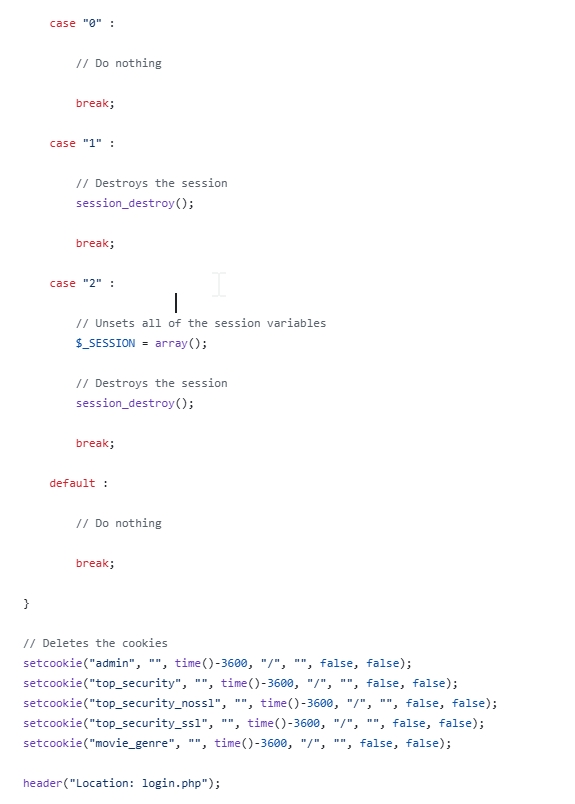 case "0" :
// Do nothing
break;
case "1" :
// Destroys the session
session_destroy();
break;
case "2" :
// Unsets all of the session variables
$_SESSION = array();
// Destroys the session
session_destroy();
break;
default :
// Do nothing
break;
}
// Deletes the cookies
setcookie("admin", "", time()-3600, "/", "", false, false);
setcookie("top_security", "", time()-3600, "/", "", false, false);
setcookie("top_security_nossl", "", time()-3600, "/", "", false, false);
setcookie("top_security_ssl", "", time()-3600, "/", "", false, false);
setcookie("movie_genre", "", time()-3600, "/", "", false, false);
header("Location: login.php");